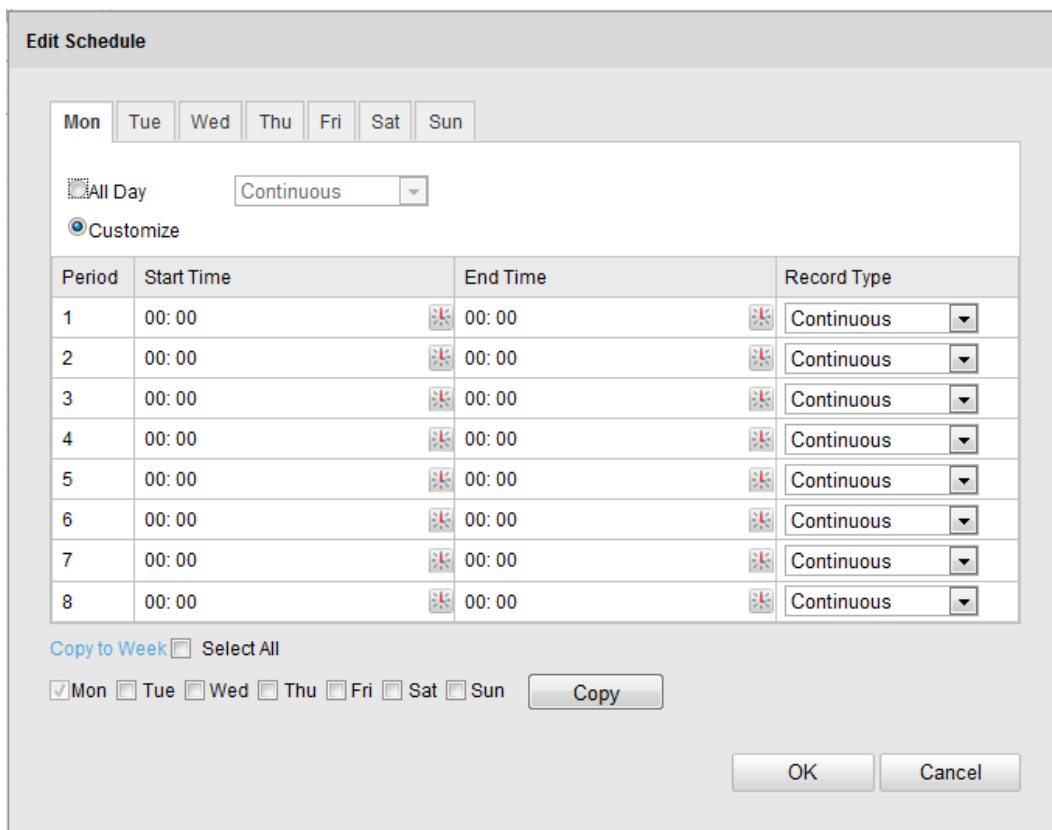 Edit Schedule
Mon Tue Wed Thu Fri Sat Sun
All Day Continuous
Customize
Period Start Time End Time Record Type
1 00: 00 00: 00 Continuous
2 00: 00 00: 00 Continuous
3 00: 00 00: 00 Continuous
4 00: 00 00: 00 Continuous
5 00: 00 00: 00 Continuous
6 00: 00 00: 00 Continuous
7 00: 00 00: 00 Continuous
8 00: 00 00: 00 Continuous
Copy to Week Select All
Mon Tue Wed Thu Fri Sat Sun Copy
OK Cancel